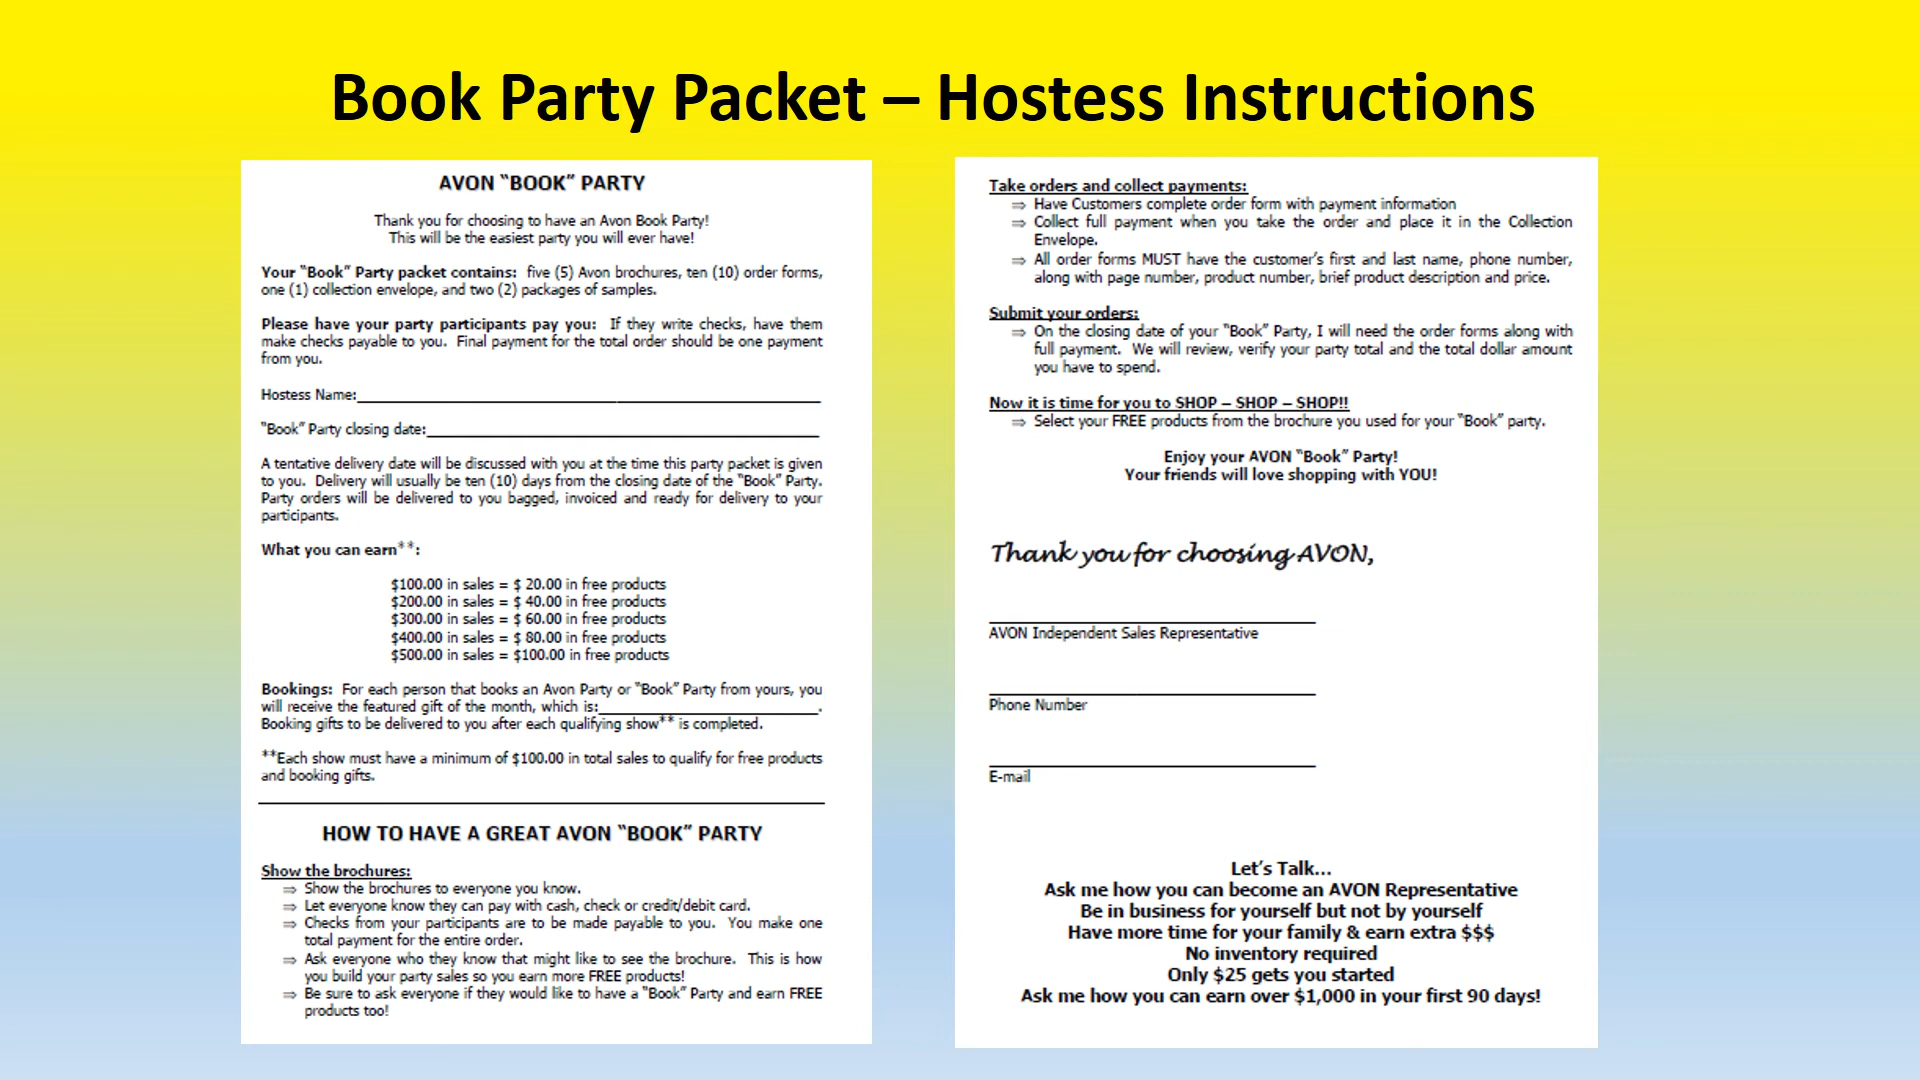 Book Party Packet – Hostess Instructions
AVON “BOOK” PARTY
Thank you for choosing to have an Avon Book Party!
This will be the easiest party you will ever have!
Your “Book” Party packet contains: five (5) Avon brochures, ten (10) order forms,
one (1) collection envelope, and two (2) packages of samples.
Please have your party participants pay you: If they write checks, have them
make checks payable to you. Final payment for the total order should be one payment
from you.
Hostess Name:
“Book” Party closing date:
A tentative delivery date will be discussed with you at the time this party packet is given
to you. Delivery will usually be ten (10) days from the closing date of the “Book” Party.
Party orders will be delivered to you bagged, invoiced and ready for delivery to your
participants.
What you can earn**:
$100.00 in sales = $ 20.00 in free products
$200.00 in sales = $ 40.00 in free products
$300.00 in sales = $ 60.00 in free products
$400.00 in sales = $ 80.00 in free products
$500.00 in sales = $100.00 in free products
Bookings: For each person that books an Avon Party or “Book” Party from yours, you
will receive the featured gift of the month, which is: .
Booking gifts to be delivered to you after each qualifying show** is completed.
**Each show must have a minimum of $100.00 in total sales to qualify for free products
and booking gifts.
HOW TO HAVE A GREAT AVON “BOOK” PARTY
Show the brochures:
⇒ Show the brochures to everyone you know.
⇒ Let everyone know they can pay with cash, check or credit/debit card.
⇒ Checks from your participants are to be made payable to you. You make one
total payment for the entire order.
⇒ Ask everyone who they know that might like to see the brochure. This is how
you build your party sales so you earn more FREE products!
⇒ Be sure to ask everyone if they would like to have a “Book” Party and earn FREE
products too!
Take orders and collect payments:
⇒ Have Customers complete order form with payment information
⇒ Collect full payment when you take the order and place it in the Collection
Envelope.
⇒ All order forms MUST have the customer’s first and last name, phone number,
along with page number, product number, brief product description and price.
Submit your orders:
⇒ On the closing date of your “Book” Party, I will need the order forms along with
full payment. We will review, verify your party total and the total dollar amount
you have to spend.
Now it is time for you to SHOP – SHOP – SHOP!!
⇒ Select your FREE products from the brochure you used for your “Book” party.
Enjoy your AVON “Book” Party!
Your friends will love shopping with YOU!
Thank you for choosing AVON,
AVON Independent Sales Representative
Phone Number
E-mail
Let’s Talk…
Ask me how you can become an AVON Representative
Be in business for yourself but not by yourself
Have more time for your family & earn extra $$$
No inventory required
Only $25 gets you started
Ask me how you can earn over $1,000 in your first 90 days!